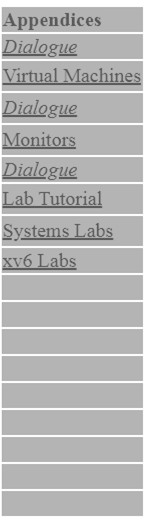 Appendices
Dialogue
Virtual Machines
Dialogue
Monitors
Dialogue
Lab Tutorial
Systems Labs
xv6 Labs